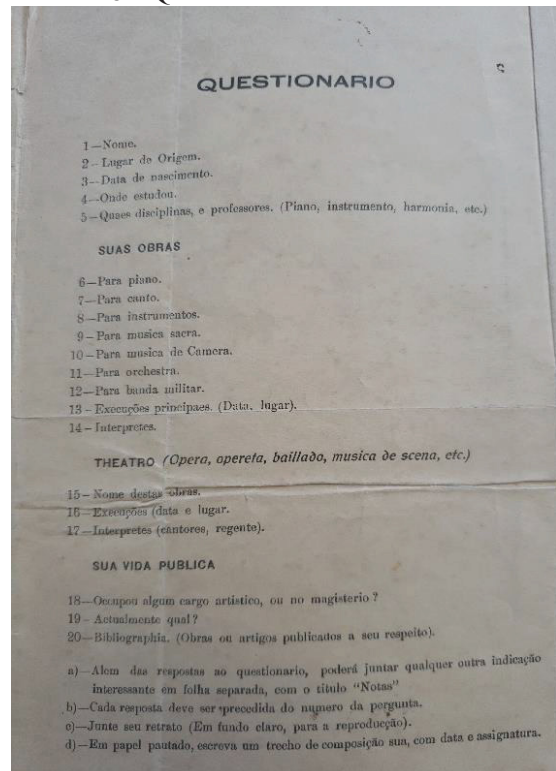 QUESTIONARIO
1—Nome.
2—Lugar de Origem.
3—Data de nascimento.
4—Onde estudou.
5—Quaes disciplinas, e professores. (Piano, instrumento, harmonia, etc.)
SUAS OBRAS
6—Para piano.
7—Para canto.
8—Para instrumentos.
9—Para musica sacra.
10—Para musica de Camera.
11—Para orchestra.
12—Para banda militar.
13—Execuções principaes. (Data, lugar).
14—Interpretes.
THEATRO (Opera, opereta, baillado, musica de scena, etc.)
15—Nome destas obras.
16—Execuções (data e lugar.
17—Interpretes (cantores, regente).
SUA VIDA PUBLICA
18—Occupou algum cargo artistico, ou no magisterio?
19—Actualmente qual?
20—Bibliographia. (Obras ou artigos publicados a seu respeito).
a)—Alem das respostas ao questionario, poderá juntar qualquer outra indicação
interessante em folha separada, com o titulo “Notas”
b)—Cada resposta deve ser precedida do numero da pergunta.
c)—Junte seu retrato (Em fundo claro, para a reproducção).
d)—Em papel pautado, escreva um trecho de composição sua, com data e assignatura.